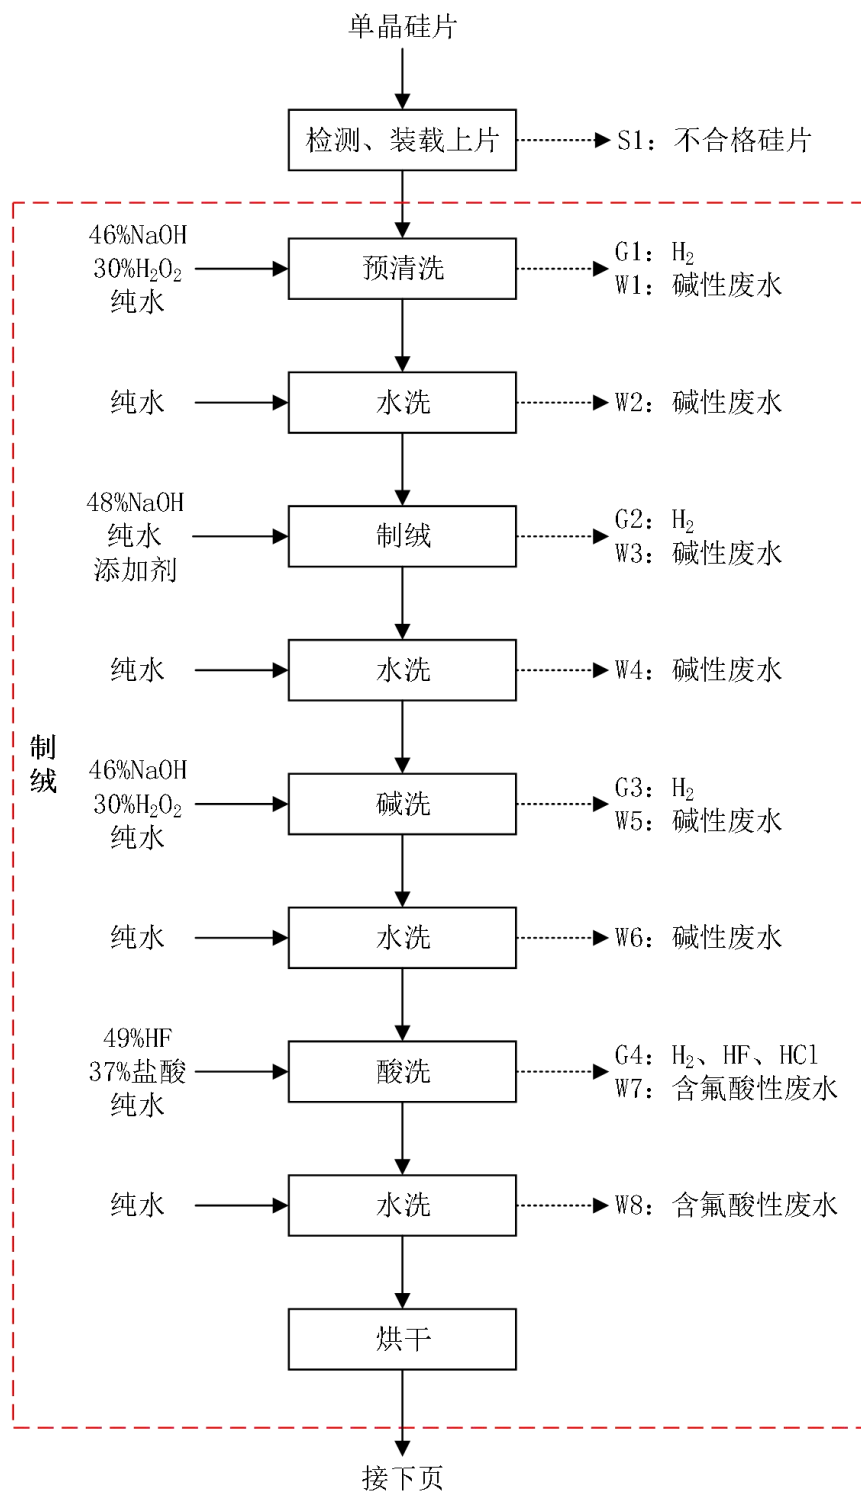 单晶硅片
检测、装载上片
S1: 不合格硅片
46%NaOH
30%H₂O₂
纯水
预清洗
G1: H₂
W1: 碱性废水
纯水
水洗
W2: 碱性废水
48%NaOH
纯水
添加剂
制绒
G2: H₂
W3: 碱性废水
纯水
水洗
W4: 碱性废水
制绒
46%NaOH
30%H₂O₂
纯水
碱洗
G3: H₂
W5: 碱性废水
纯水
水洗
W6: 碱性废水
49%HF
37%盐酸
纯水
酸洗
G4: H₂、HF、HCl
W7: 含氟酸性废水
纯水
水洗
W8: 含氟酸性废水
烘干
接下页